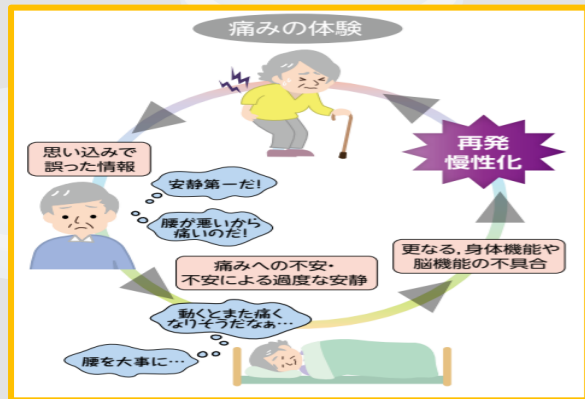 痛みの体験
思い込みで
誤った情報
安静第一だ!
腰が悪いから
痛いのだ!
痛みへの不安・
不安による過度な安静
動くとまた痛く
なりそうだなぁ…
腰を大事に…
更なる,身体機能や
脳機能の不具合
再発
慢性化